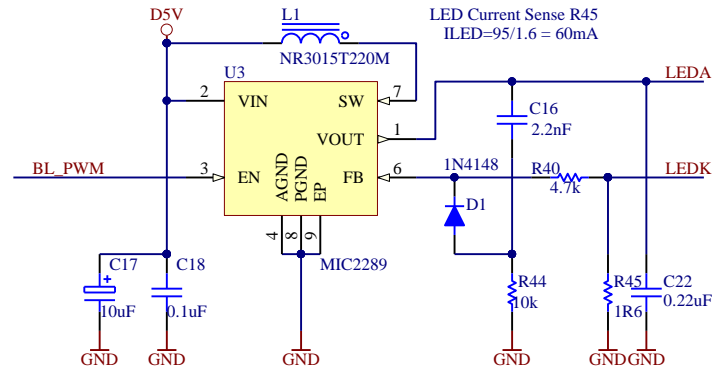 D5V
L1
LED Current Sense R45
ILED=95/1.6 = 60mA
NR3015T220M
U3
LEDA
2
VIN
SW
7
C16
2.2nF
VOUT
1
BL_PWM
3
EN
FB
6
1N4148
R40
4.7k
LEDK
AGND
PGND
EP
D1
4
8
9
MIC2289
C17
+
10uF
C18
0.1uF
R44
10k
R45
1R6
C22
0.22uF
GND
GND
GND
GND
GND
GND